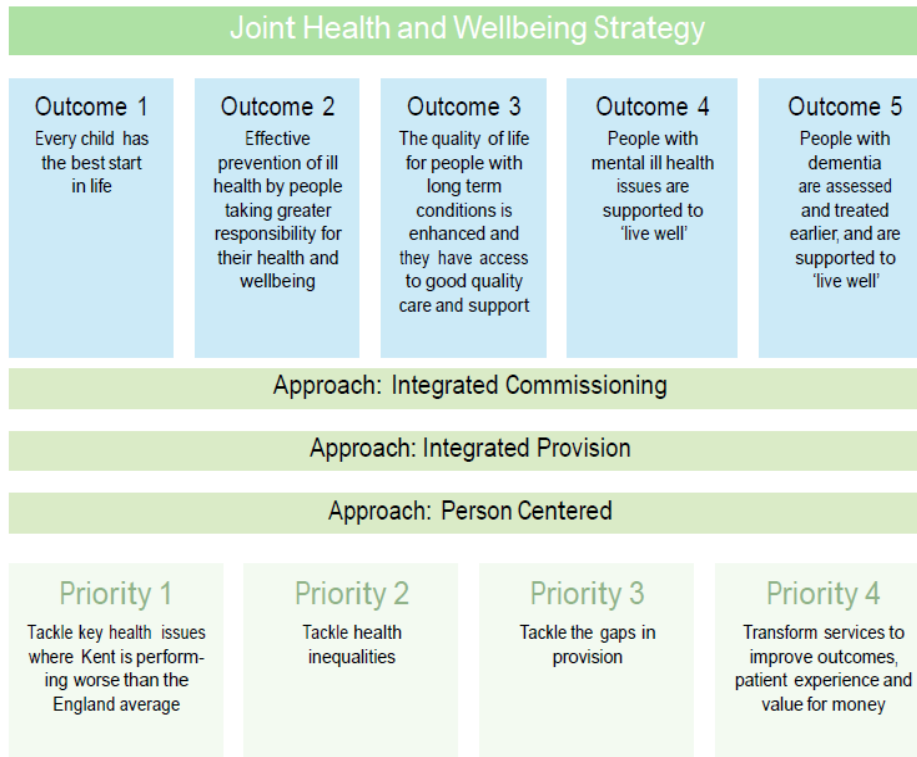 Joint Health and Wellbeing Strategy
Outcome 1
Every child has
the best start
in life
Outcome 2
Effective
prevention of ill
health by people
taking greater
responsibility for
their health and
wellbeing
Outcome 3
The quality of life
for people with
long term
conditions is
enhanced and
they have access
to good quality
care and support
Outcome 4
People with
mental ill health
issues are
supported to
‘live well’
Outcome 5
People with
dementia
are assessed
and treated
earlier, and are
supported to
‘live well’
Approach: Integrated Commissioning
Approach: Integrated Provision
Approach: Person Centered
Priority 1
Tackle key health issues
where Kent is perform-
ing worse than the
England average
Priority 2
Tackle health
inequalities
Priority 3
Tackle the gaps in
provision
Priority 4
Transform services to
improve outcomes,
patient experience and
value for money